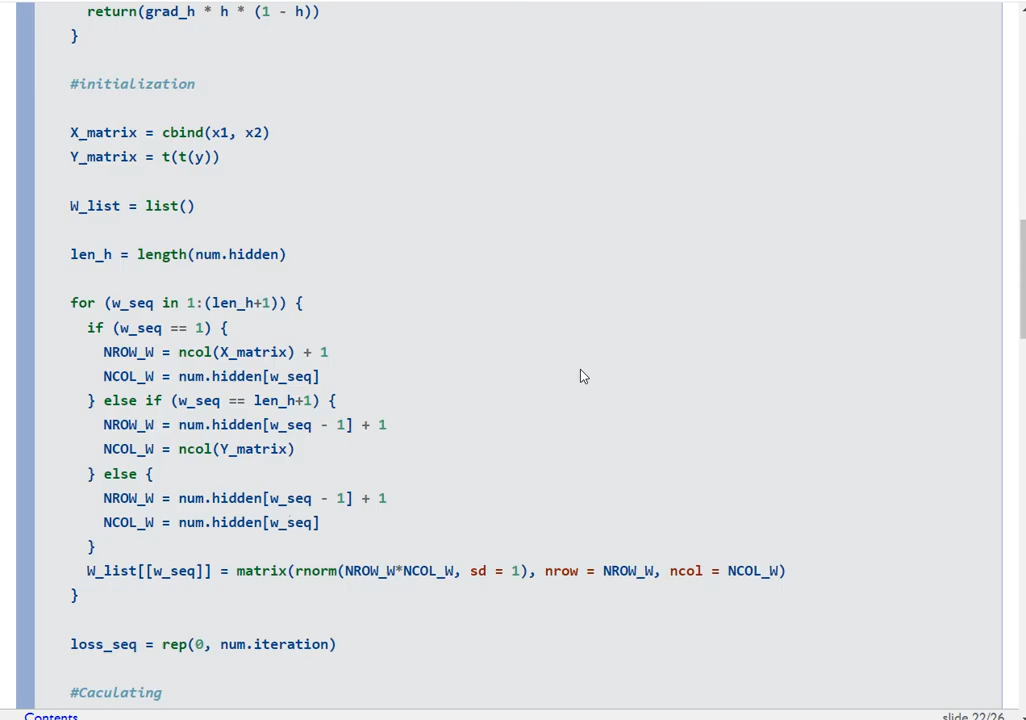 return(grad_h * h * (1 - h))
}
#initialization
X_matrix = cbind(x1, x2)
Y_matrix = t(t(y))
W_list = list()
len_h = length(num.hidden)
for (w_seq in 1:(len_h+1)) {
if (w_seq == 1) {
NROW_W = ncol(X_matrix) + 1
NCOL_W = num.hidden[w_seq]
} else if (w_seq == len_h+1) {
NROW_W = num.hidden[w_seq - 1] + 1
NCOL_W = ncol(Y_matrix)
} else {
NROW_W = num.hidden[w_seq - 1] + 1
NCOL_W = num.hidden[w_seq]
}
W_list[[w_seq]] = matrix(rnorm(NROW_W*NCOL_W, sd = 1), nrow = NROW_W, ncol = NCOL_W)
}
loss_seq = rep(0, num.iteration)
#Caculating
Contents
slide 22/26